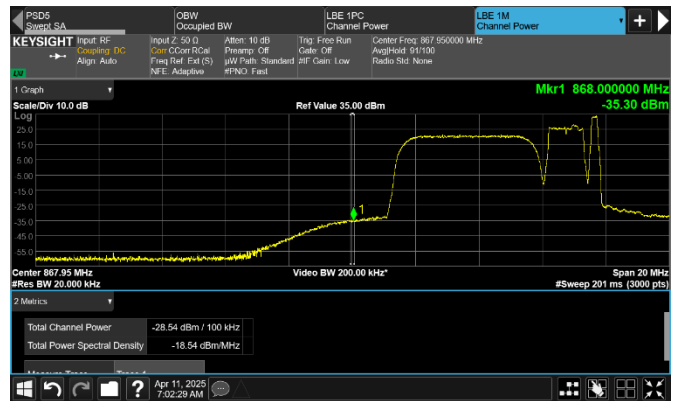 PSD5
Swept SA
OBW
Occupied BW
LBE 1PC
Channel Power
LBE 1M
Channel Power
KEYSIGHT
Input: RF
Coupling: DC
Align: Auto
Input Z: 50 Ω
Corr CCorr RCal
Freq Ref: Ext (S)
NFE: Adaptive
Atten: 10 dB
Preamp: Off
µW Path: Standard
#PNO: Fast
Trig: Free Run
Gate: Off
#IF Gain: Low
Center Freq: 867.950000 MHz
Avg|Hold: 91/100
Radio Std: None
LXI
1 Graph
Mkr1 868.000000 MHz
Scale/Div 10.0 dB
Ref Value 35.00 dBm
-35.30 dBm
Log
25.0
15.0
5.00
-5.00
-15.0
-25.0
-35.0
-45.0
-55.0
1
Center 867.95 MHz
Video BW 200.00 kHz*
Span 20 MHz
#Res BW 20.000 kHz
#Sweep 201 ms (3000 pts)
2 Metrics
Total Channel Power
-28.54 dBm / 100 kHz
Total Power Spectral Density
-18.54 dBm/MHz
Apr 11, 2025
7:02:29 AM